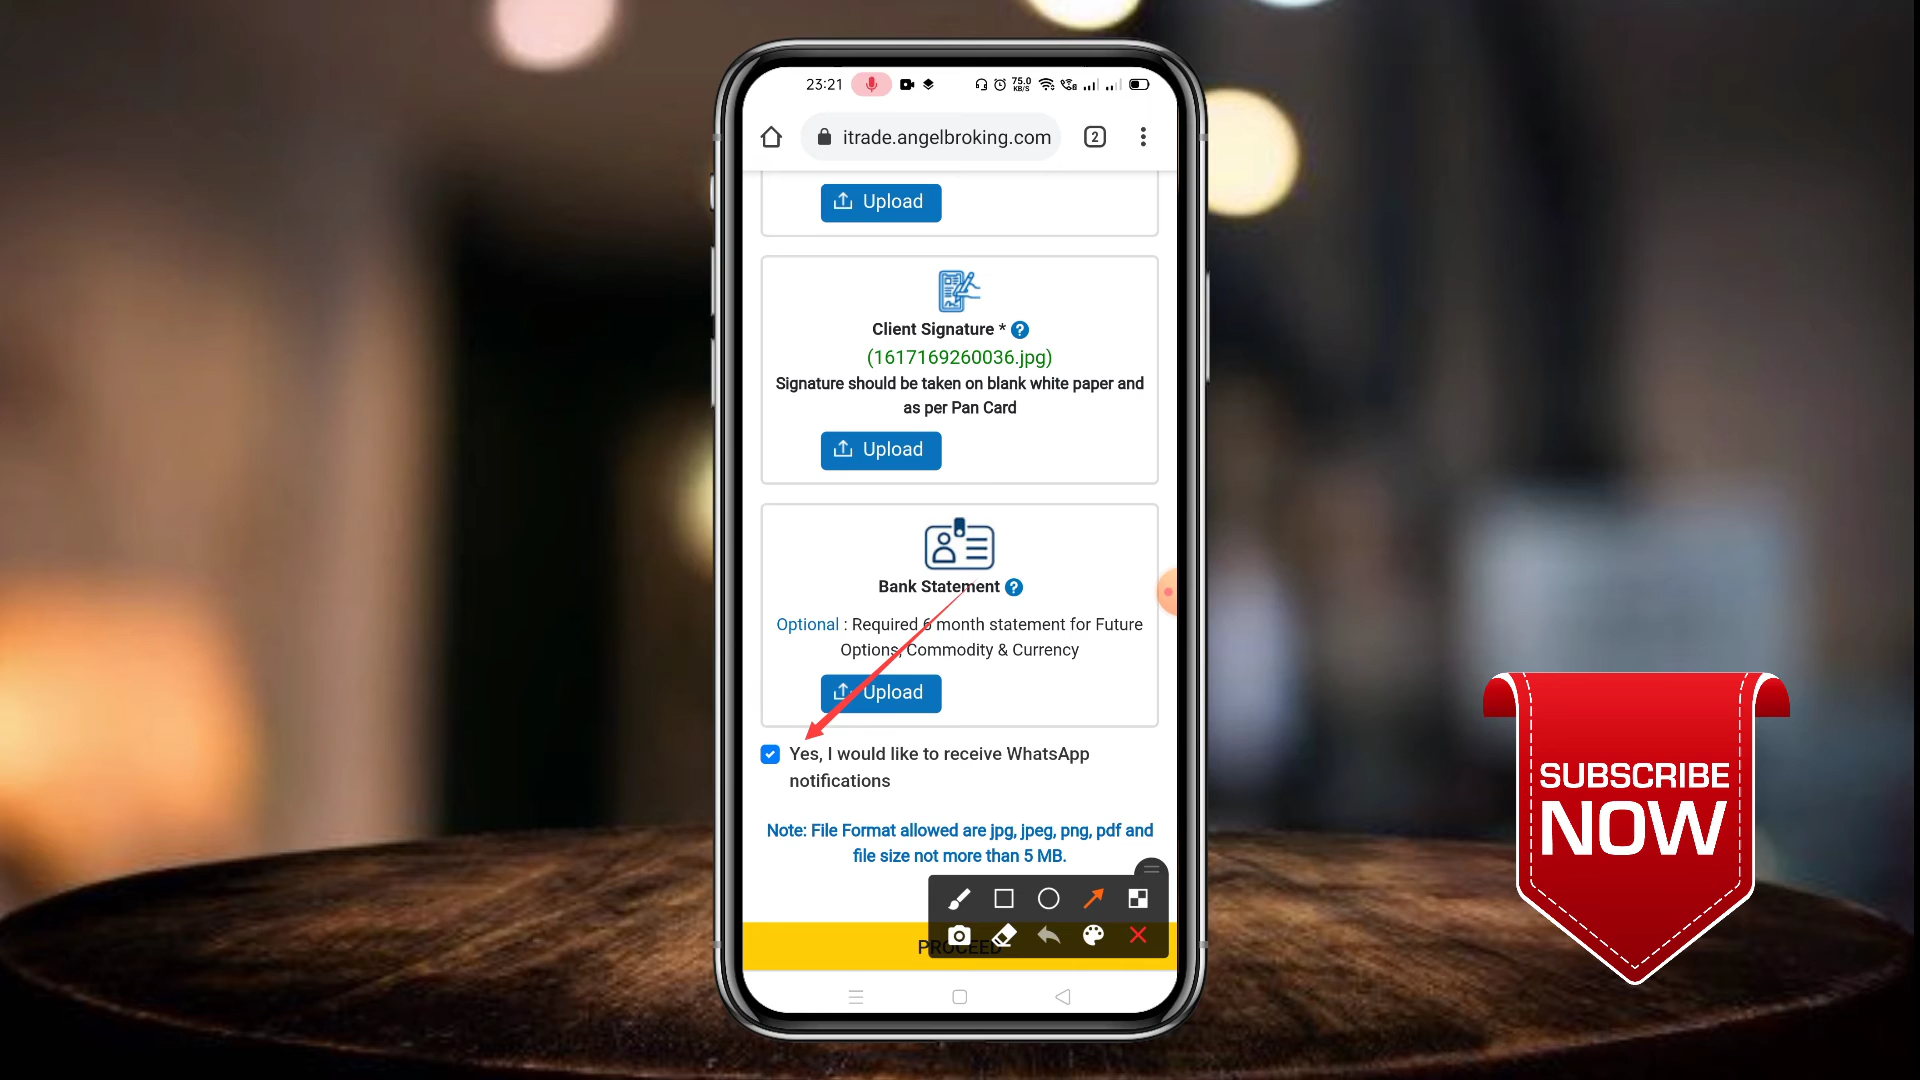 23:21
75.0
KB/S
itrade.angelbroking.com
2
Upload
Client Signature * ?
(1617169260036.jpg)
Signature should be taken on blank white paper and
as per Pan Card
Upload
Bank Statement ?
Optional : Required 6 month statement for Future
Options, Commodity & Currency
Upload
Yes, I would like to receive WhatsApp
notifications
Note: File Format allowed are jpg, jpeg, png, pdf and
file size not more than 5 MB.
PROCEED
SUBSCRIBE
NOW